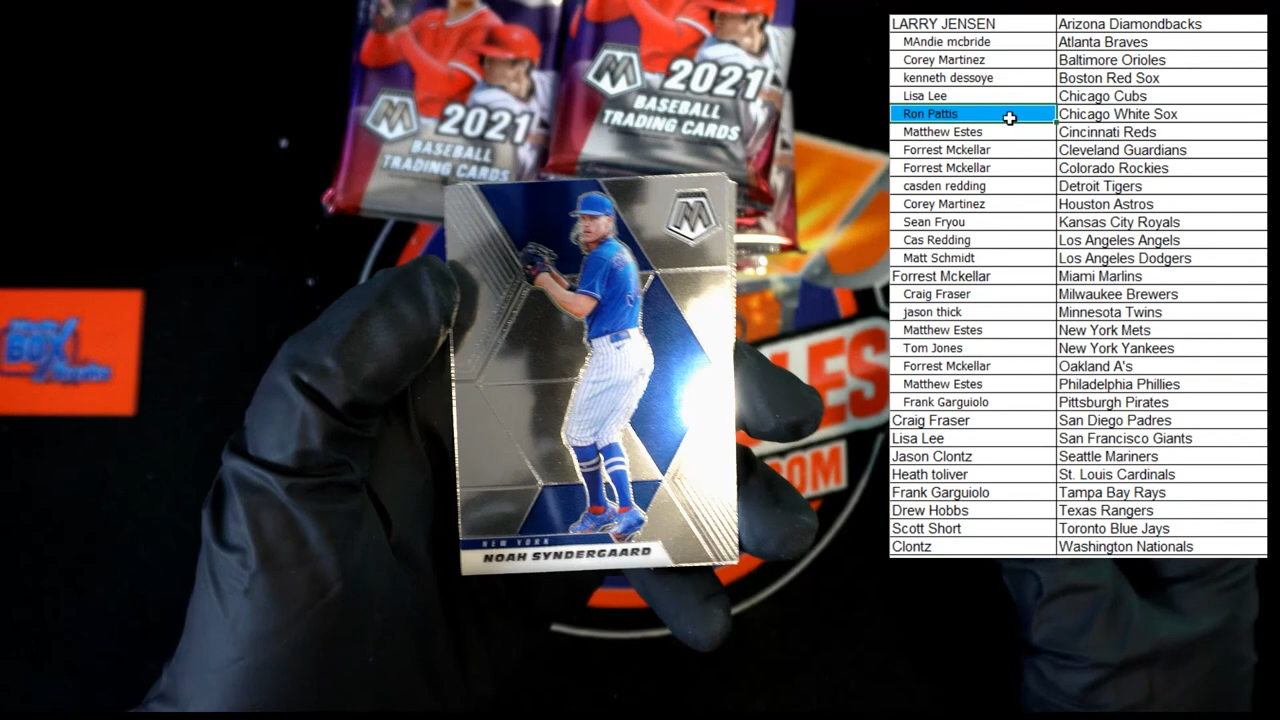 2021
BASEBALL
TRADING CARDS
2021
BASEBALL
TRADING CARDS
NEW YORK
NOAH SYNDERGAARD
BOX
LES
OM
LARRY JENSEN Arizona Diamondbacks
MAndie mcbride Atlanta Braves
Corey Martinez Baltimore Orioles
kenneth dessoye Boston Red Sox
Lisa Lee Chicago Cubs
Ron Pattis Chicago White Sox
Matthew Estes Cincinnati Reds
Forrest Mckellar Cleveland Guardians
Forrest Mckellar Colorado Rockies
casden redding Detroit Tigers
Corey Martinez Houston Astros
Sean Fryou Kansas City Royals
Cas Redding Los Angeles Angels
Matt Schmidt Los Angeles Dodgers
Forrest Mckellar Miami Marlins
Craig Fraser Milwaukee Brewers
jason thick Minnesota Twins
Matthew Estes New York Mets
Tom Jones New York Yankees
Forrest Mckellar Oakland A's
Matthew Estes Philadelphia Phillies
Frank Garguiolo Pittsburgh Pirates
Craig Fraser San Diego Padres
Lisa Lee San Francisco Giants
Jason Clontz Seattle Mariners
Heath toliver St. Louis Cardinals
Frank Garguiolo Tampa Bay Rays
Drew Hobbs Texas Rangers
Scott Short Toronto Blue Jays
Clontz Washington Nationals